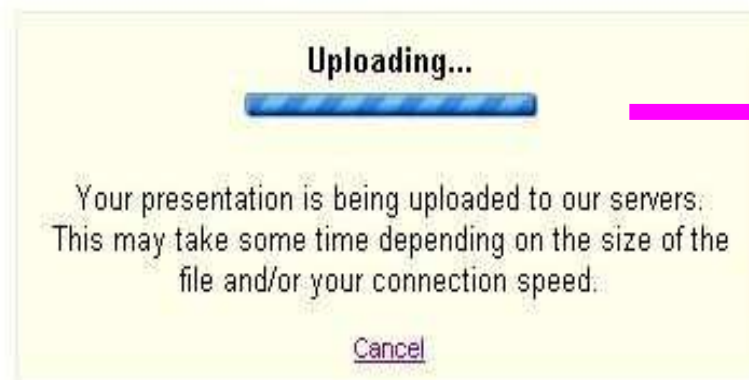 Uploading...
Your presentation is being uploaded to our servers.
This may take some time depending on the size of the
file and/or your connection speed.
Cancel